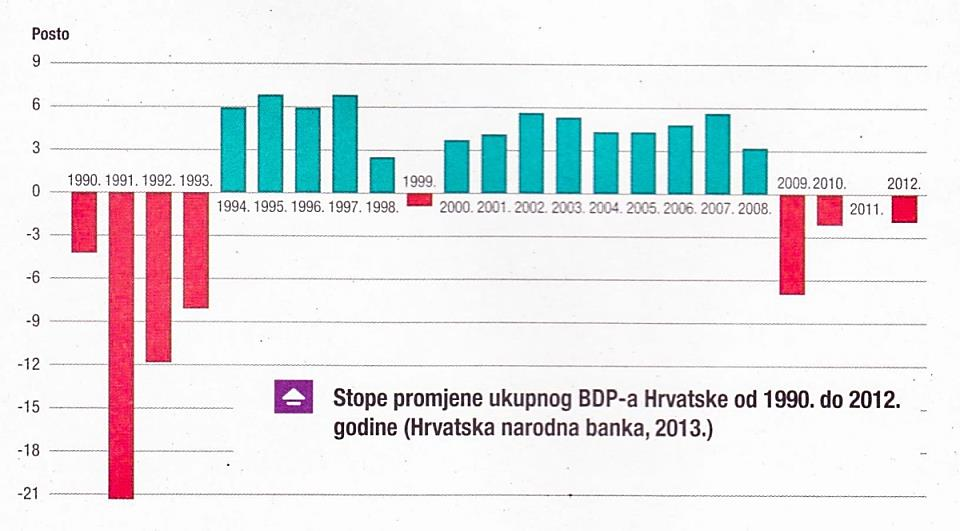 Posto
9
6
3
0
-3
-6
-9
-12
-15
-18
-21
1990. 1991. 1992. 1993.
1999.
2009. 2010.
2012.
1994. 1995. 1996. 1997. 1998.
2000. 2001. 2002. 2003. 2004. 2005. 2006. 2007. 2008.
2011.
Stope promjene ukupnog BDP-a Hrvatske od 1990. do 2012.
godine (Hrvatska narodna banka, 2013.)